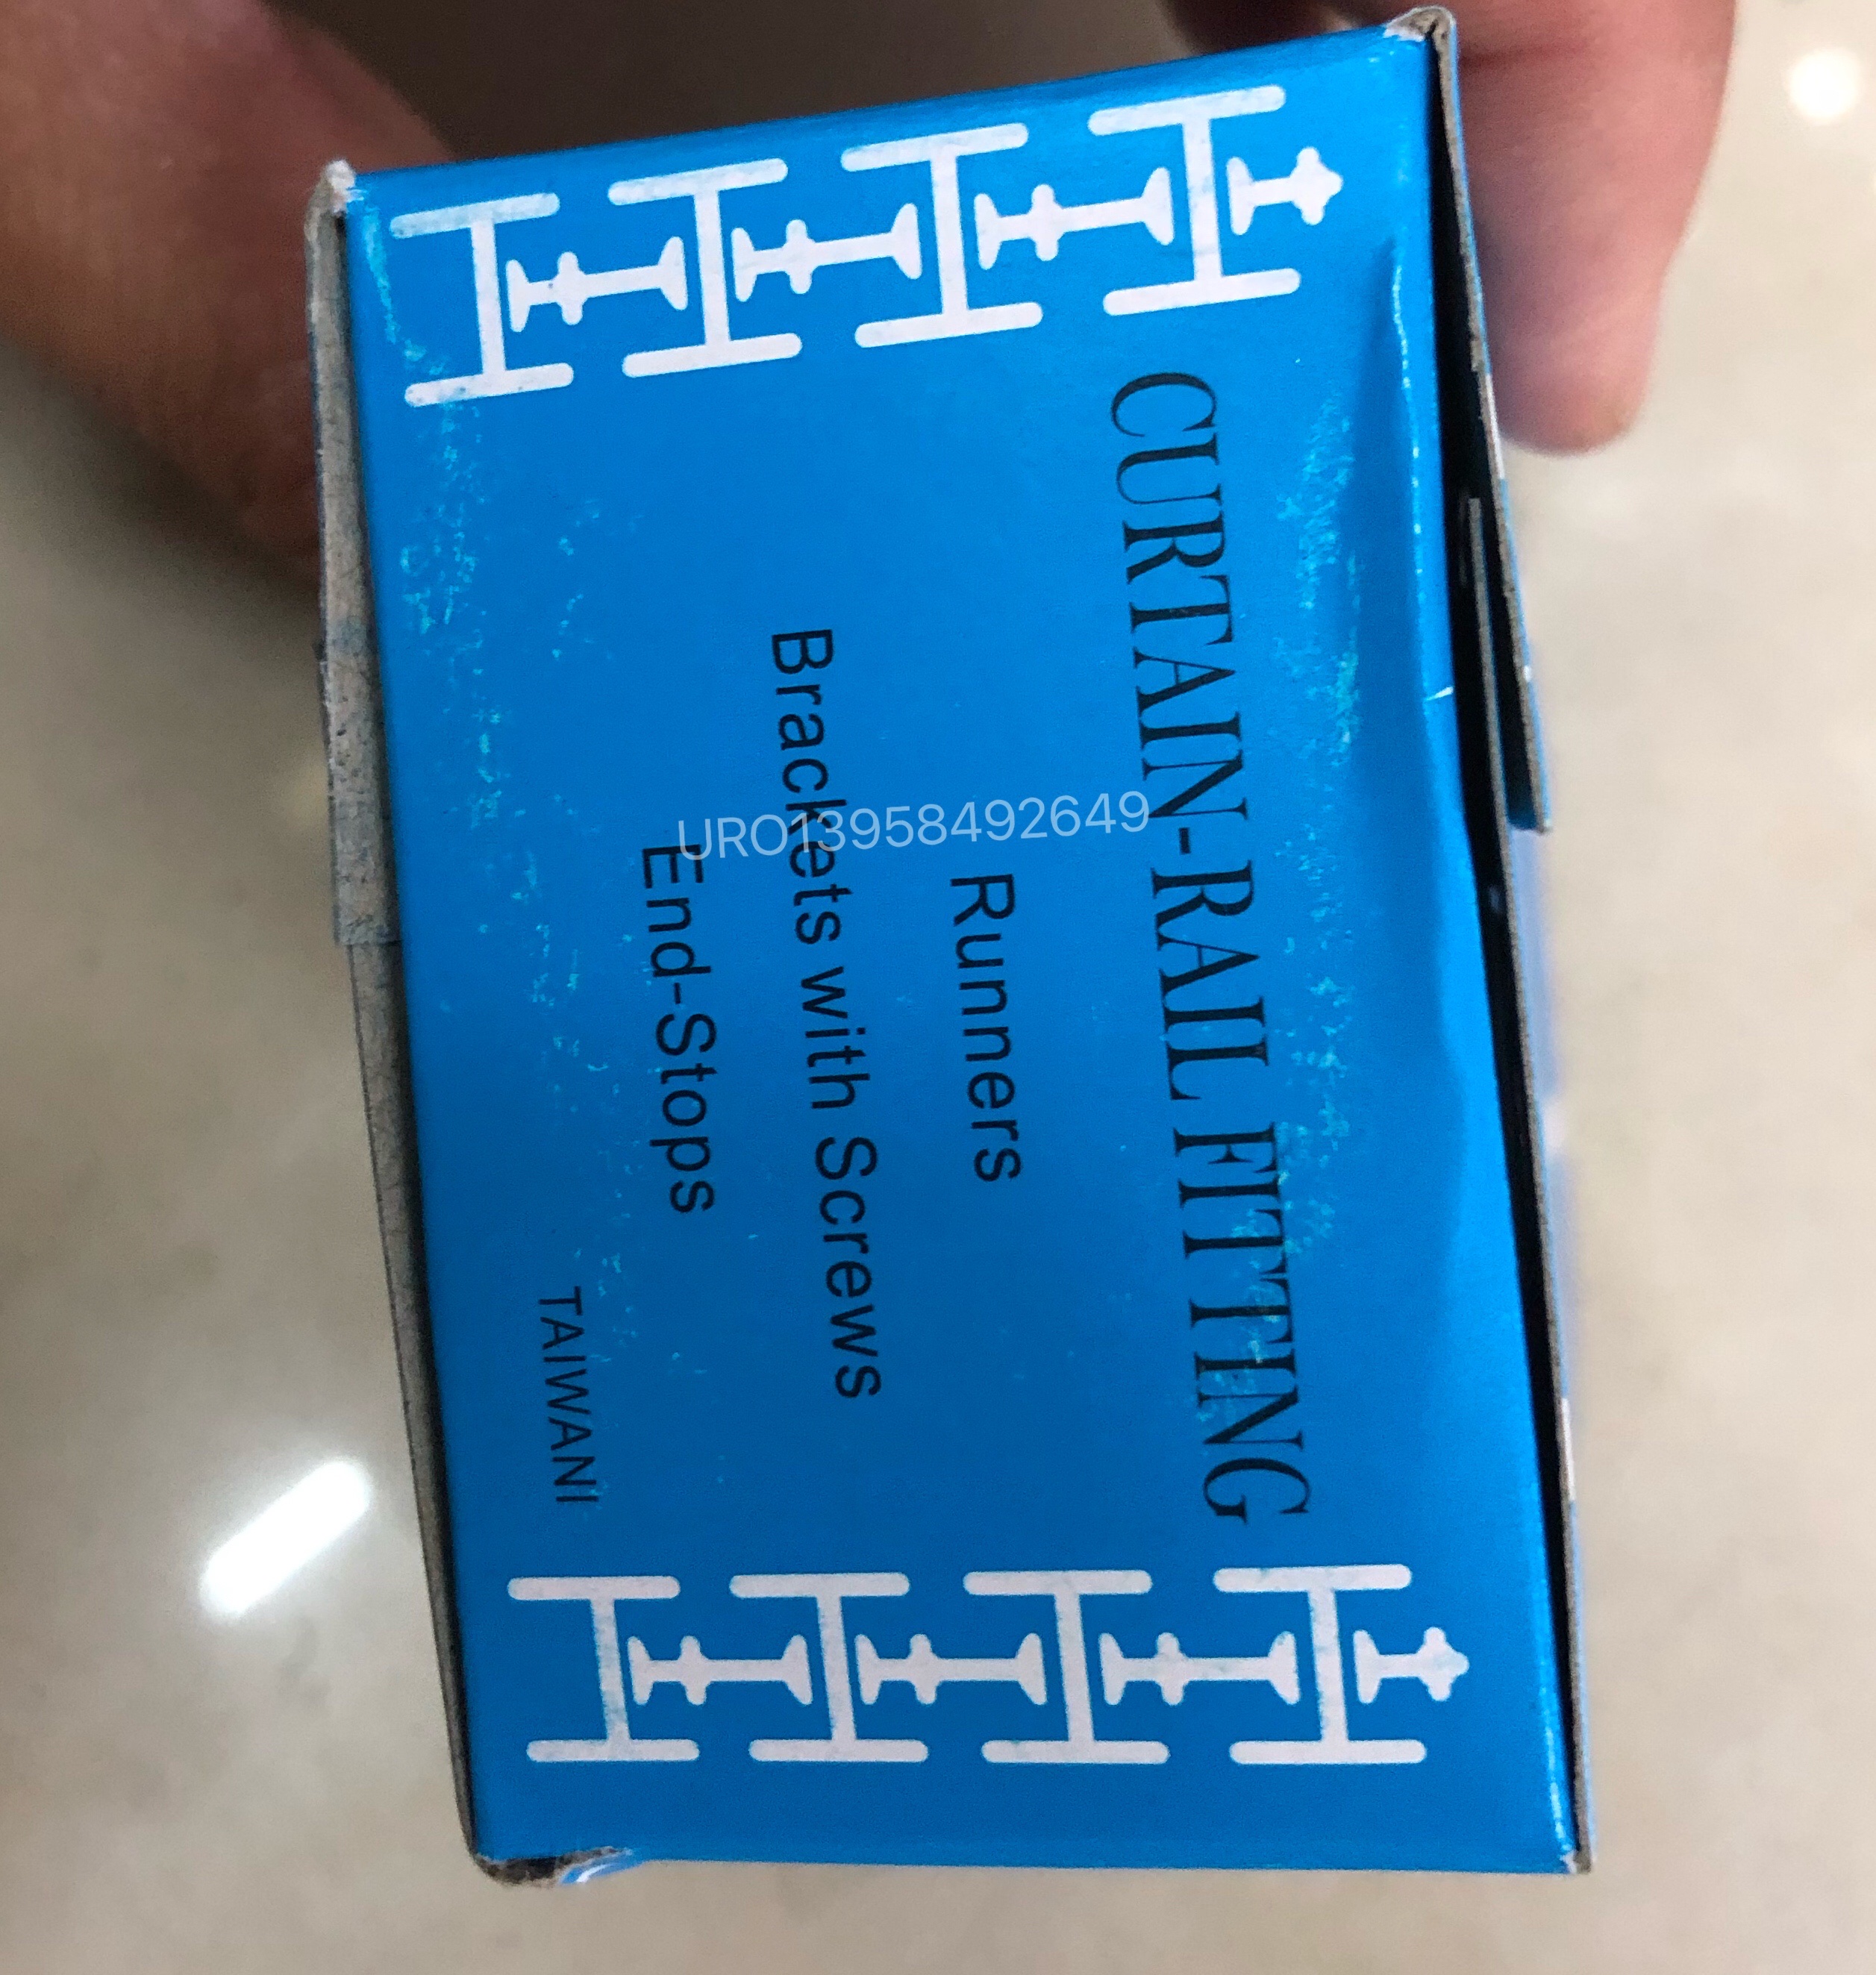 CURTAIN-RAIL FITTING
Runners
Brackets with Screws
End-Stops
TAIWANI
URO13958492649